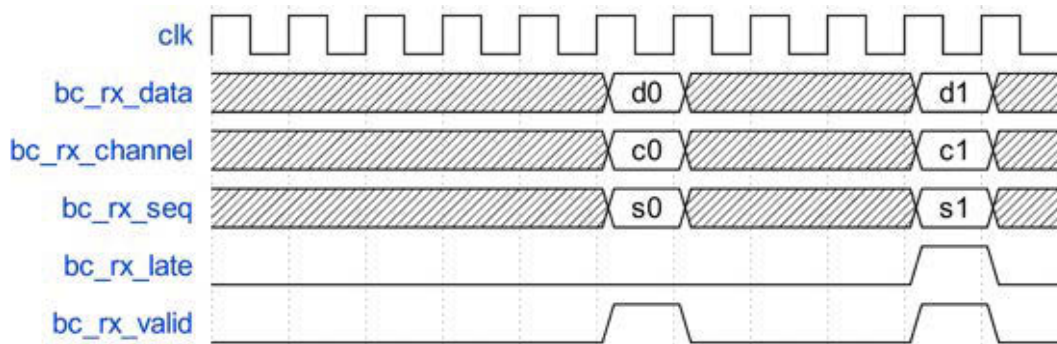 clk
bc_rx_data d0 d1
bc_rx_channel c0 c1
bc_rx_seq s0 s1
bc_rx_late
bc_rx_valid